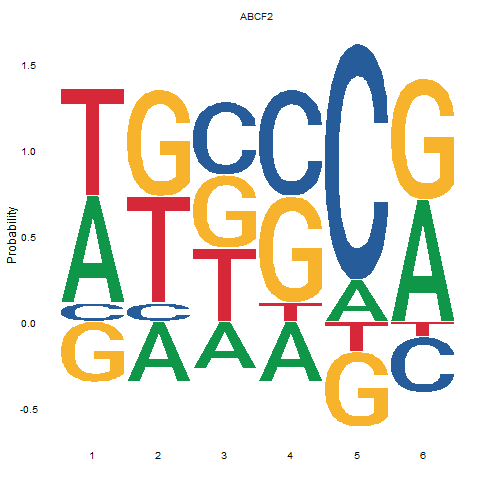 ABCF2
Probability
1.5
1.0
0.5
0.0
-0.5
T G C C C G
A T G G A A
C C T T T T
G A A A G C
1 2 3 4 5 6